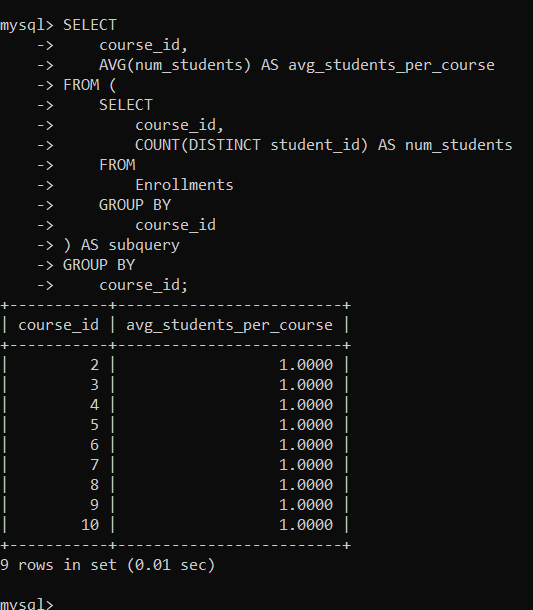 mysql> SELECT
    ->     course_id,
    ->     AVG(num_students) AS avg_students_per_course
    -> FROM (
    ->     SELECT
    ->         course_id,
    ->         COUNT(DISTINCT student_id) AS num_students
    ->     FROM
    ->         Enrollments
    ->     GROUP BY
    ->         course_id
    -> ) AS subquery
    -> GROUP BY
    ->     course_id;
+-----------+-------------------------+
| course_id | avg_students_per_course |
+-----------+-------------------------+
|         2 |                  1.0000 |
|         3 |                  1.0000 |
|         4 |                  1.0000 |
|         5 |                  1.0000 |
|         6 |                  1.0000 |
|         7 |                  1.0000 |
|         8 |                  1.0000 |
|         9 |                  1.0000 |
|        10 |                  1.0000 |
+-----------+-------------------------+
9 rows in set (0.01 sec)
mysql>